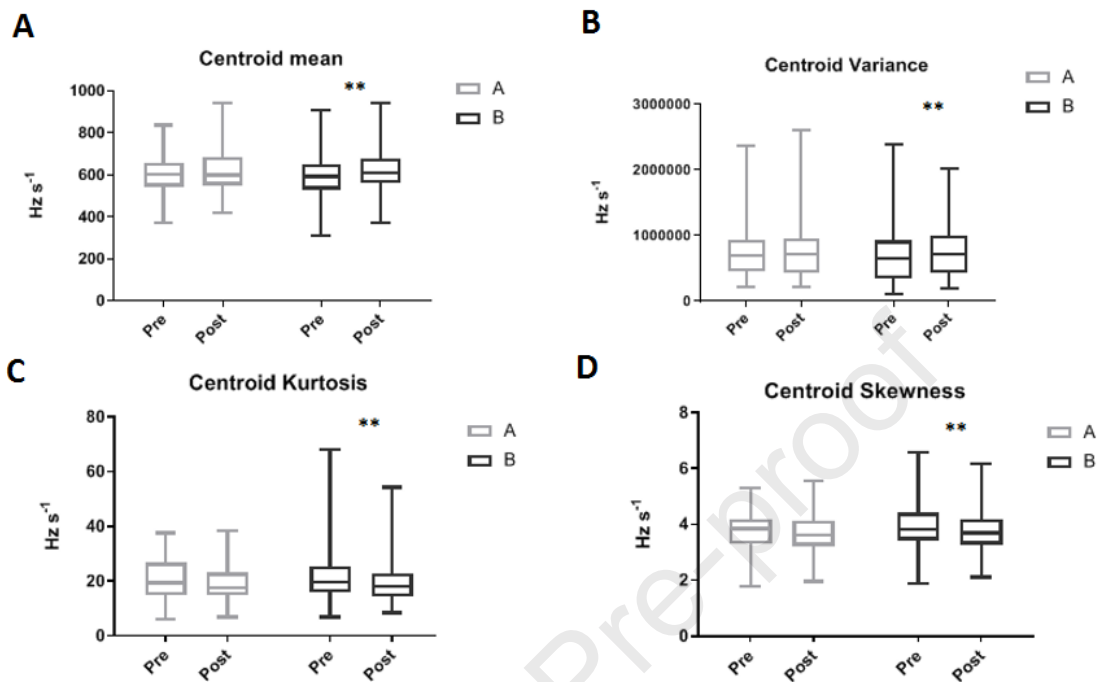 A
Centroid mean
**
A
B
1000
800
600
400
200
0
Hz s-1
Pre
Post
Pre
Post
B
Centroid Variance
**
A
B
3000000
2000000
1000000
0
Hz s-1
Pre
Post
Pre
Post
C
Centroid Kurtosis
**
A
B
80
60
40
20
0
Hz s-1
Pre
Post
Pre
Post
D
Centroid Skewness
**
A
B
8
6
4
2
0
Hz s-1
Pre
Post
Pre
Post
Pre-proof